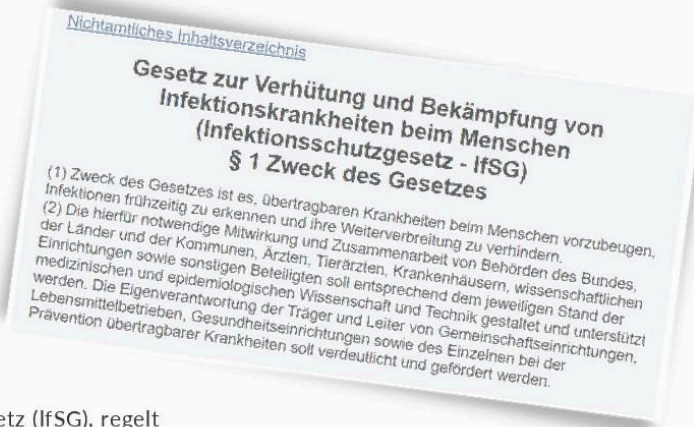 Nichtamtliches Inhaltsverzeichnis
Gesetz zur Verhütung und Bekämpfung von
Infektionskrankheiten beim Menschen
(Infektionsschutzgesetz - IfSG)
§ 1 Zweck des Gesetzes
(1) Zweck des Gesetzes ist es, übertragbaren Krankheiten beim Menschen vorzubeugen,
Infektionen frühzeitig zu erkennen und ihre Weiterverbreitung zu verhindern.
(2) Die hierfür notwendige Mitwirkung und Zusammenarbeit von Behörden des Bundes,
der Länder und der Kommunen, Ärzten, Tierärzten, Krankenhäusern, wissenschaftlichen
Einrichtungen sowie sonstigen Beteiligten soll entsprechend dem jeweiligen Stand der
medizinischen und epidemiologischen Wissenschaft und Technik gestaltet und unterstützt
werden. Die Eigenverantwortung der Träger und Leiter von Gemeinschaftseinrichtungen,
Lebensmittelbetrieben, Gesundheitseinrichtungen sowie des Einzelnen bei der
Prävention übertragbarer Krankheiten soll verdeutlicht und gefördert werden.
etz (IfSG), regelt